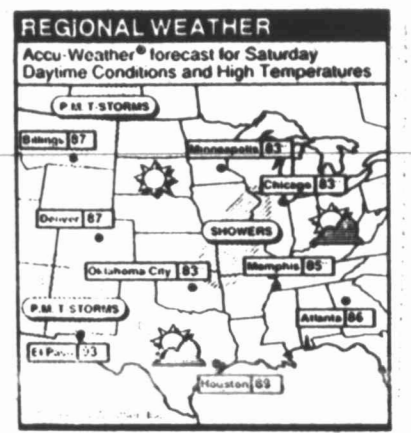 REGIONAL WEATHER
Accu-Weather® forecast for Saturday
Daytime Conditions and High Temperatures
P.M. T-STORMS
Billings 87
Minneapolis 83
Chicago 83
Denver 87
SHOWERS
Oklahoma City 83
Memphis 85
P.M. T-STORMS
Atlanta 86
El Paso 93
Houston 89